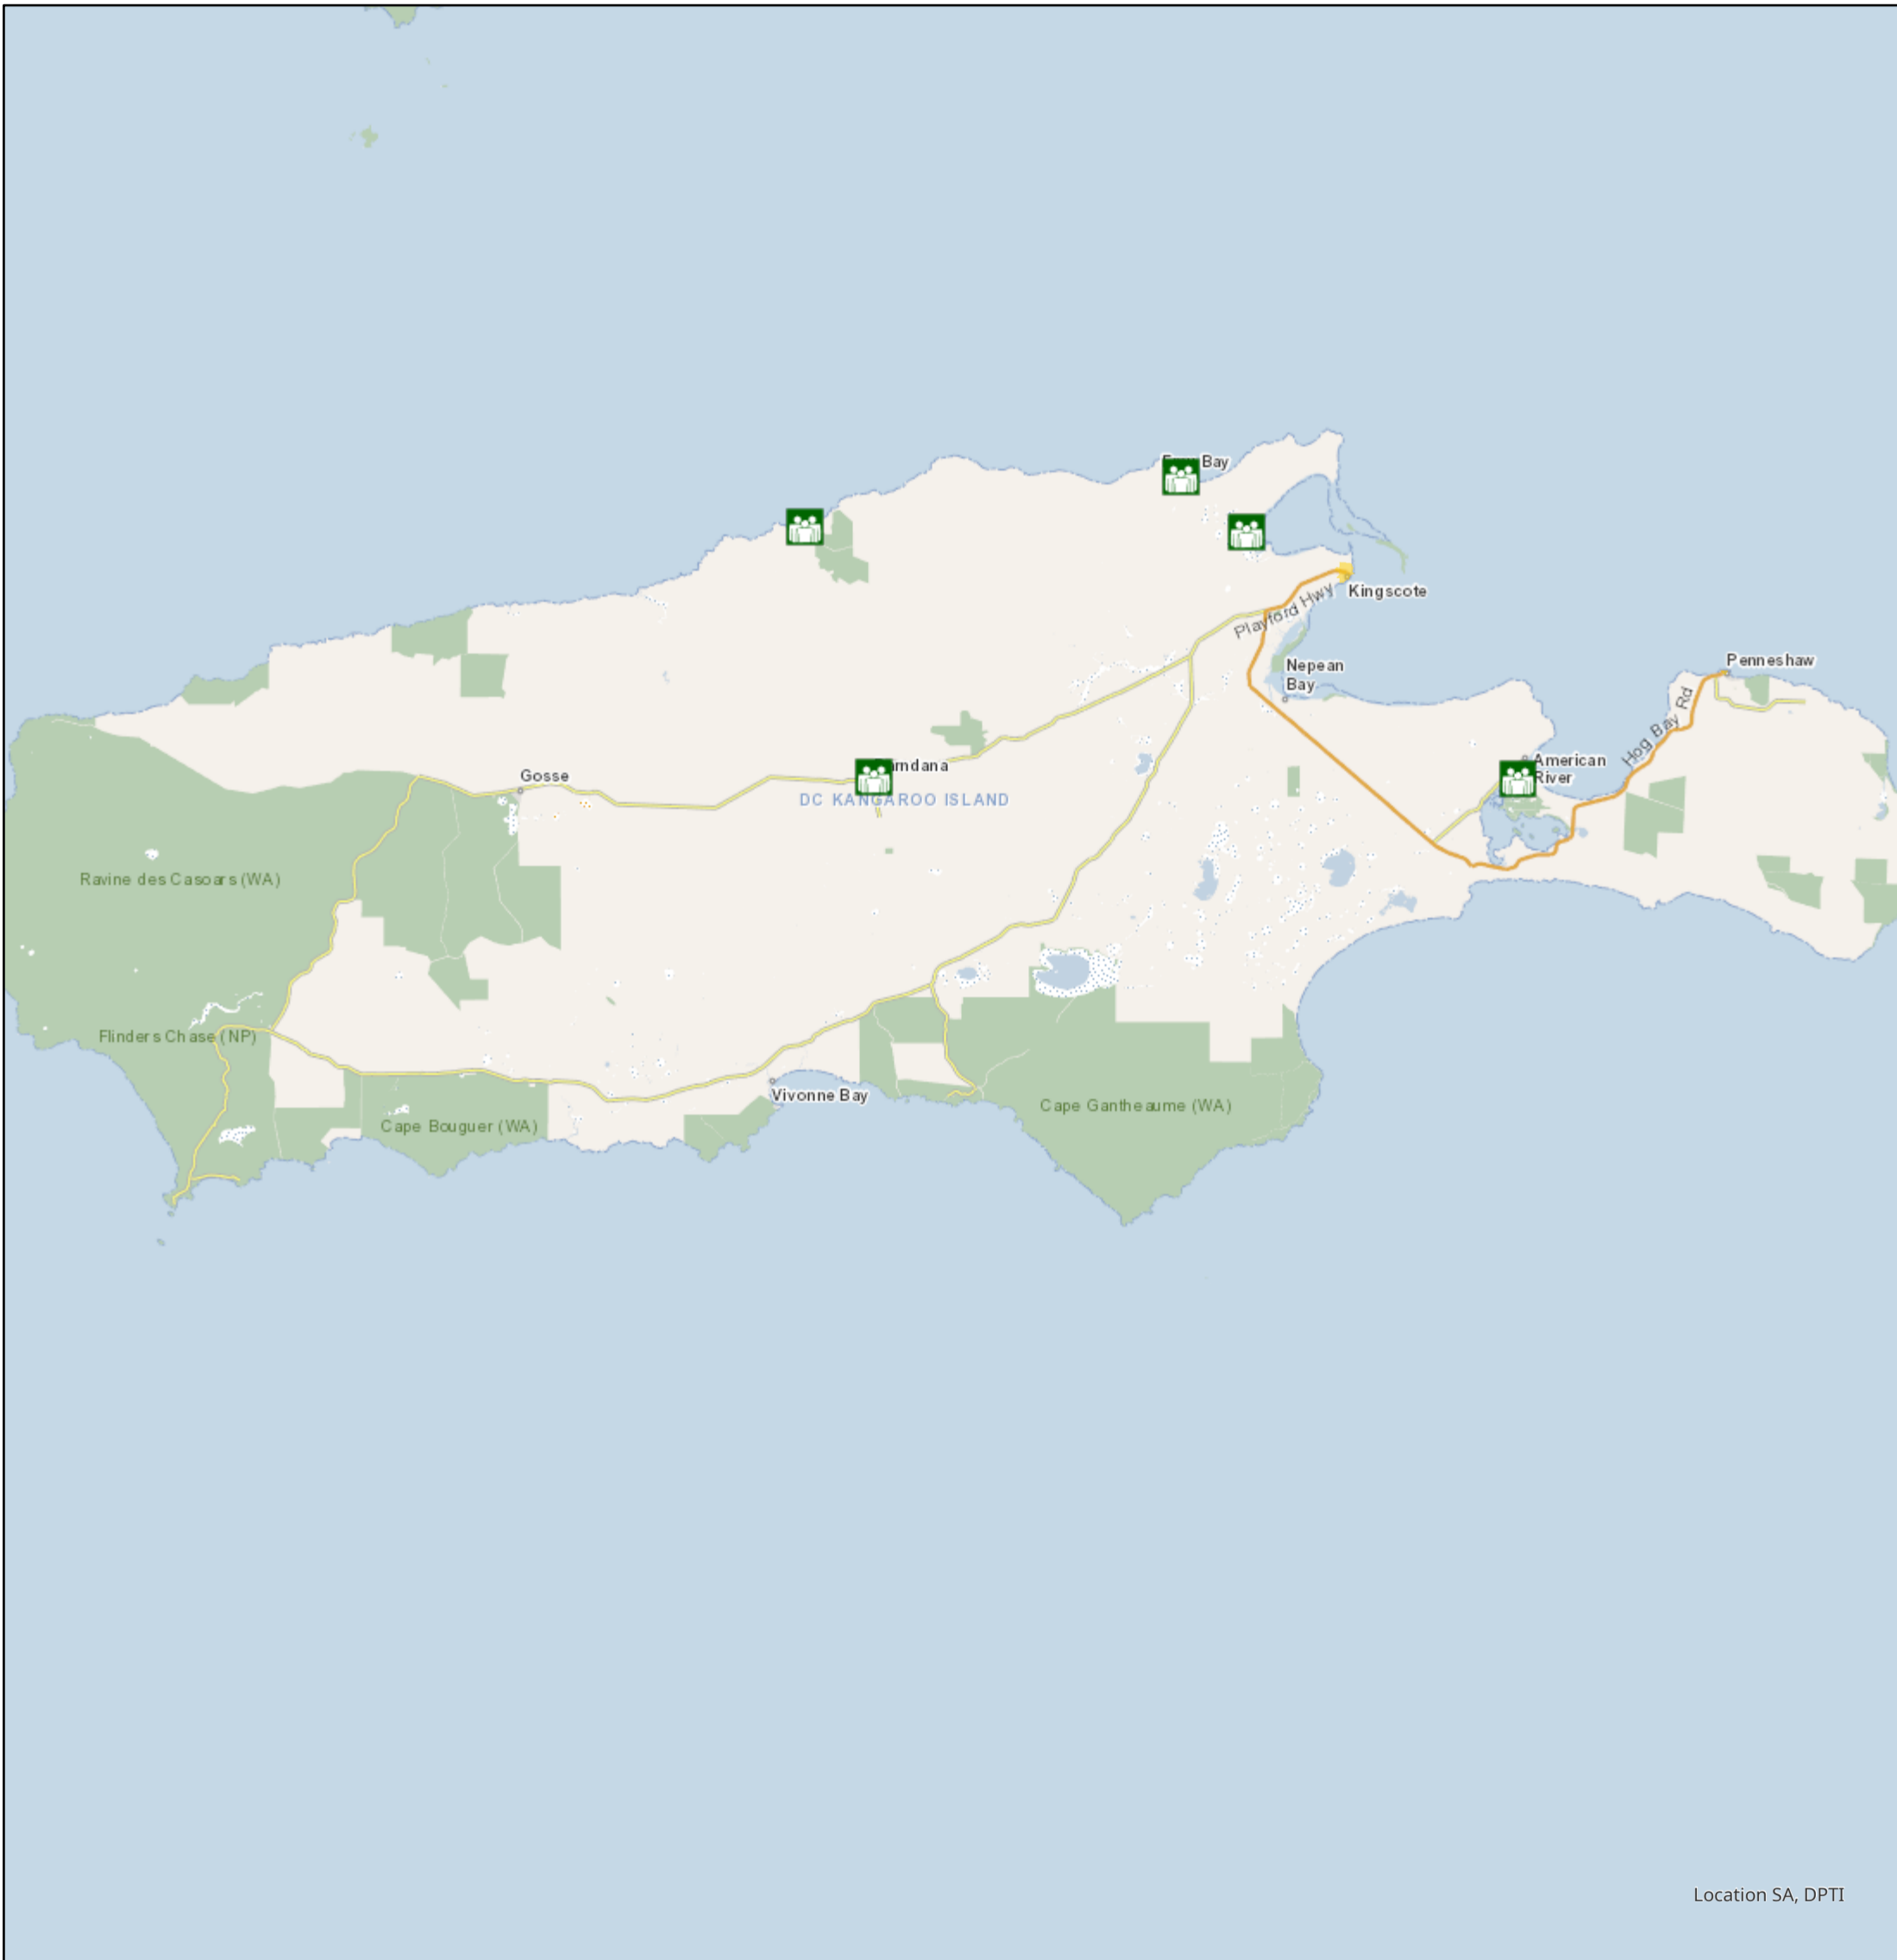 Bay
Kingscote
Playford Hwy
Nepean
Bay
Penneshaw
Hog Bay Rd
American
River
Gosse
DC KANGAROO ISLAND
Ravine des Casoars (WA)
Flinders Chase (NP)
Vivonne Bay
Cape Gantheaume (WA)
Cape Bouguer (WA)
Location SA, DPTI